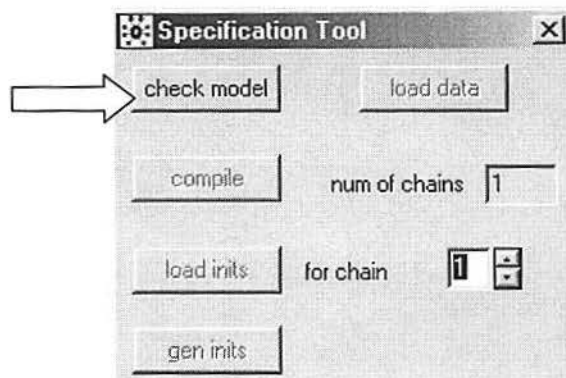 Specification Tool
check model load data
compile num of chains 1
load inits for chain 1
gen inits